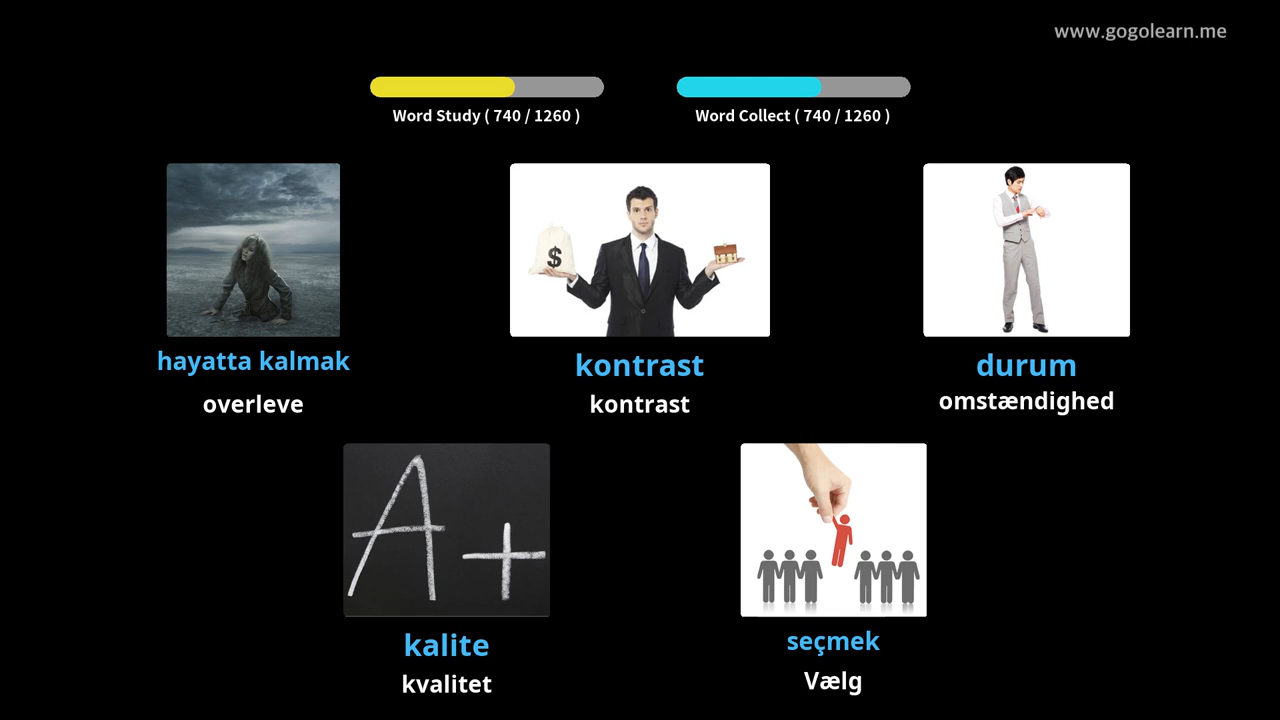 www.gogolearn.me
Word Study ( 740 / 1260 )
Word Collect ( 740 / 1260 )
$
hayatta kalmak
overleve
kontrast
kontrast
durum
omstændighed
A+
kalite
kvalitet
seçmek
Vælg